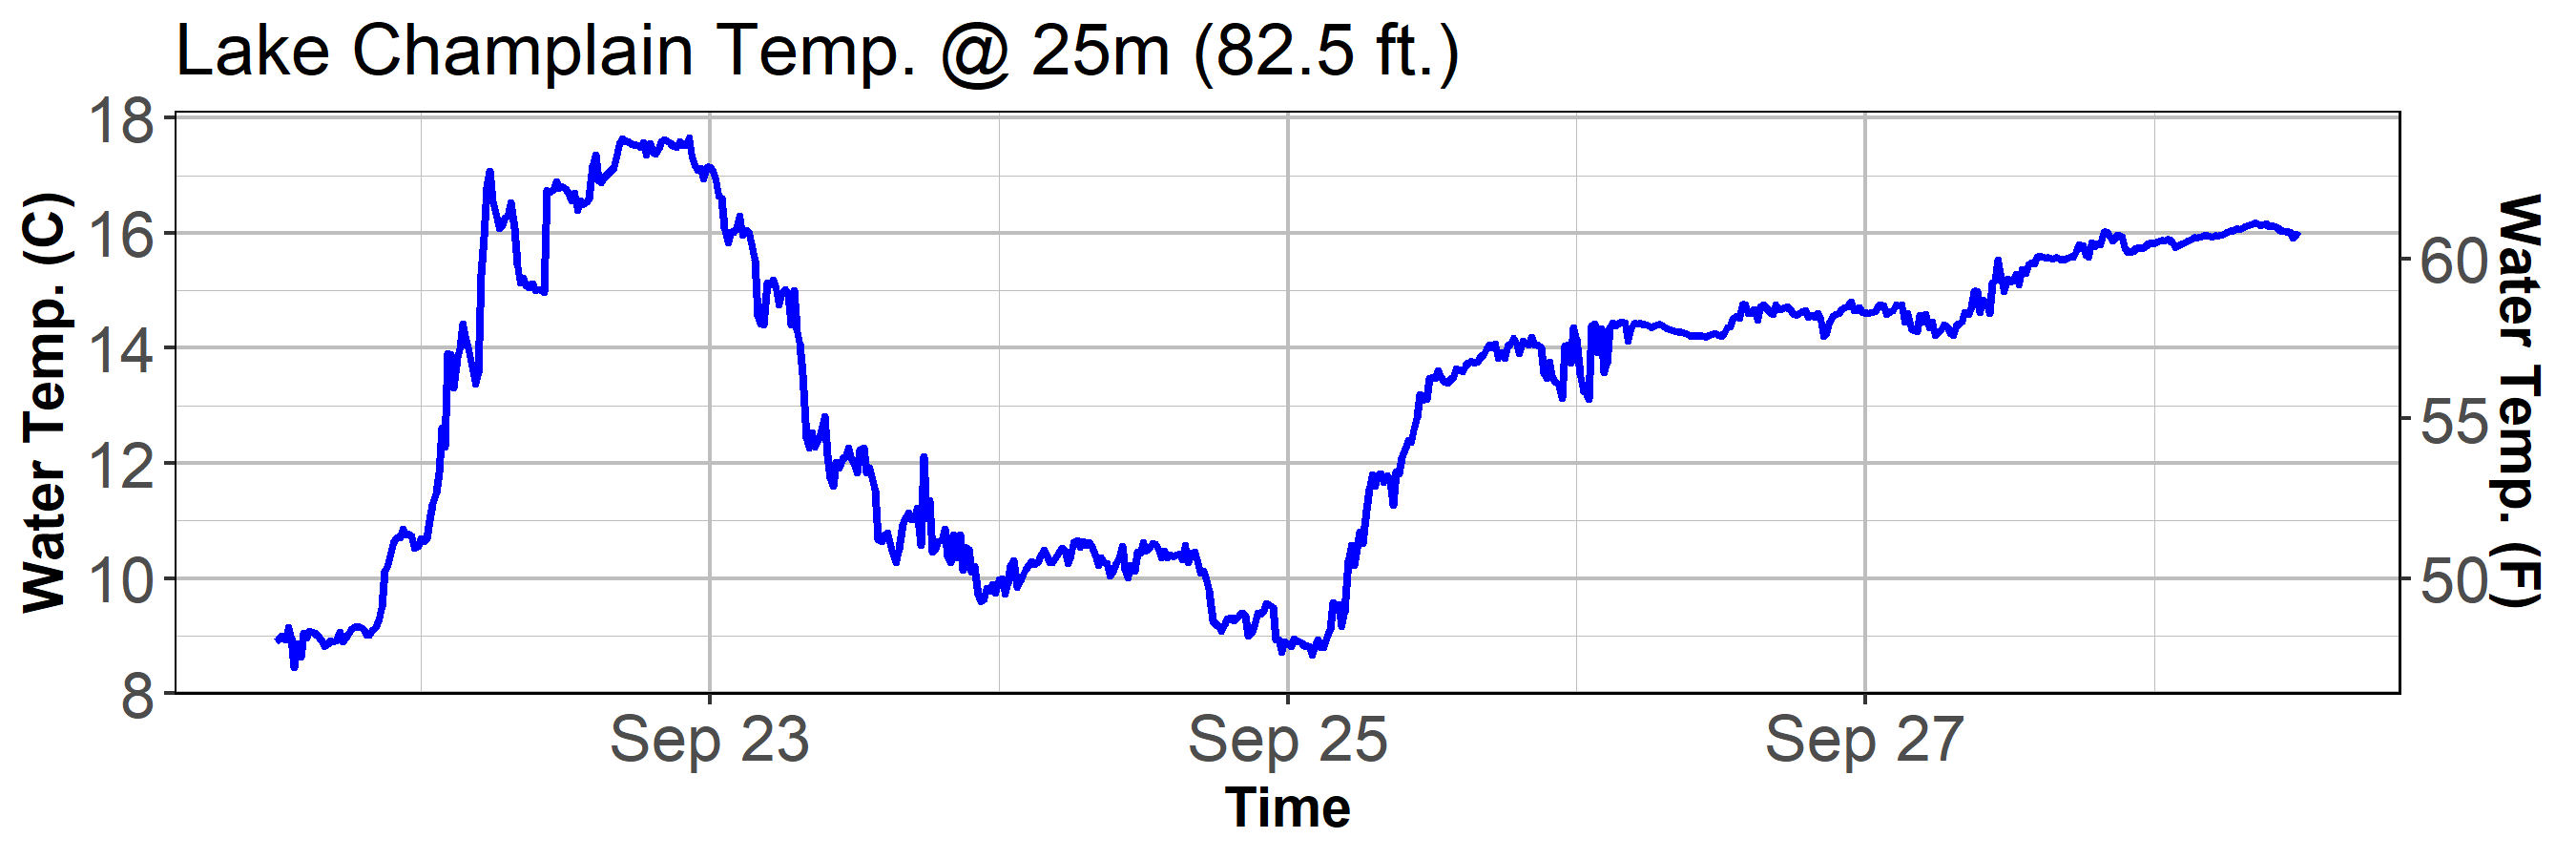 Lake Champlain Temp. @ 25m (82.5 ft.)
Water Temp. (C)
18
16
14
12
10
8
60
55
50
Water Temp. (F)
Sep 23
Sep 25
Sep 27
Time